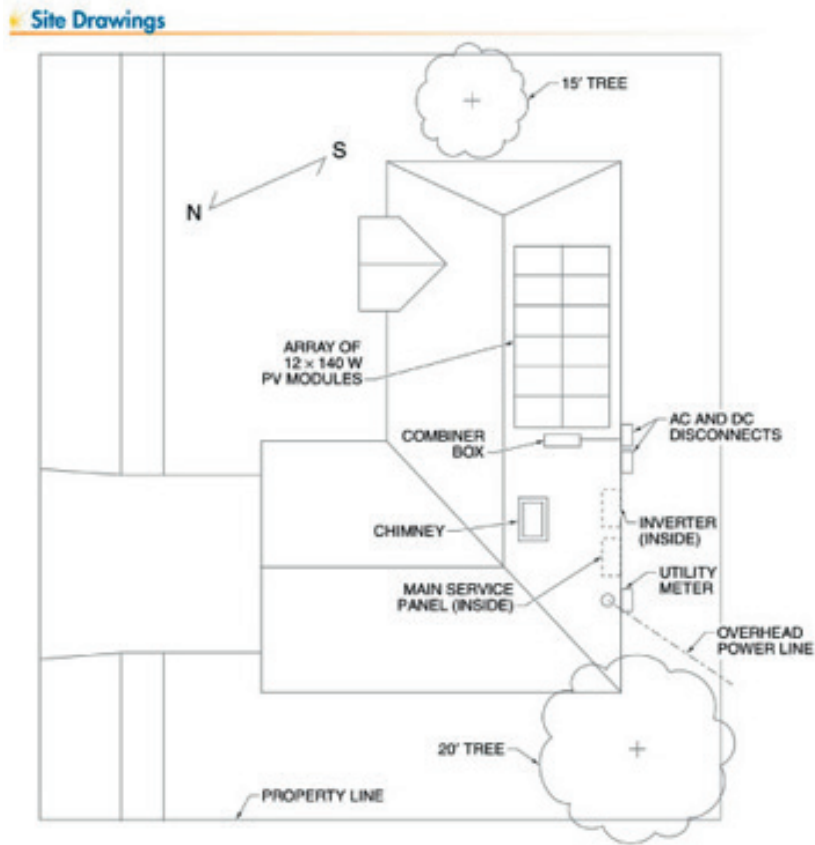 Site Drawings
15' TREE
S
N
ARRAY OF
12 × 140 W
PV MODULES
COMBINER
BOX
AC AND DC
DISCONNECTS
CHIMNEY
INVERTER
(INSIDE)
MAIN SERVICE
PANEL (INSIDE)
UTILITY
METER
OVERHEAD
POWER LINE
20' TREE
PROPERTY LINE